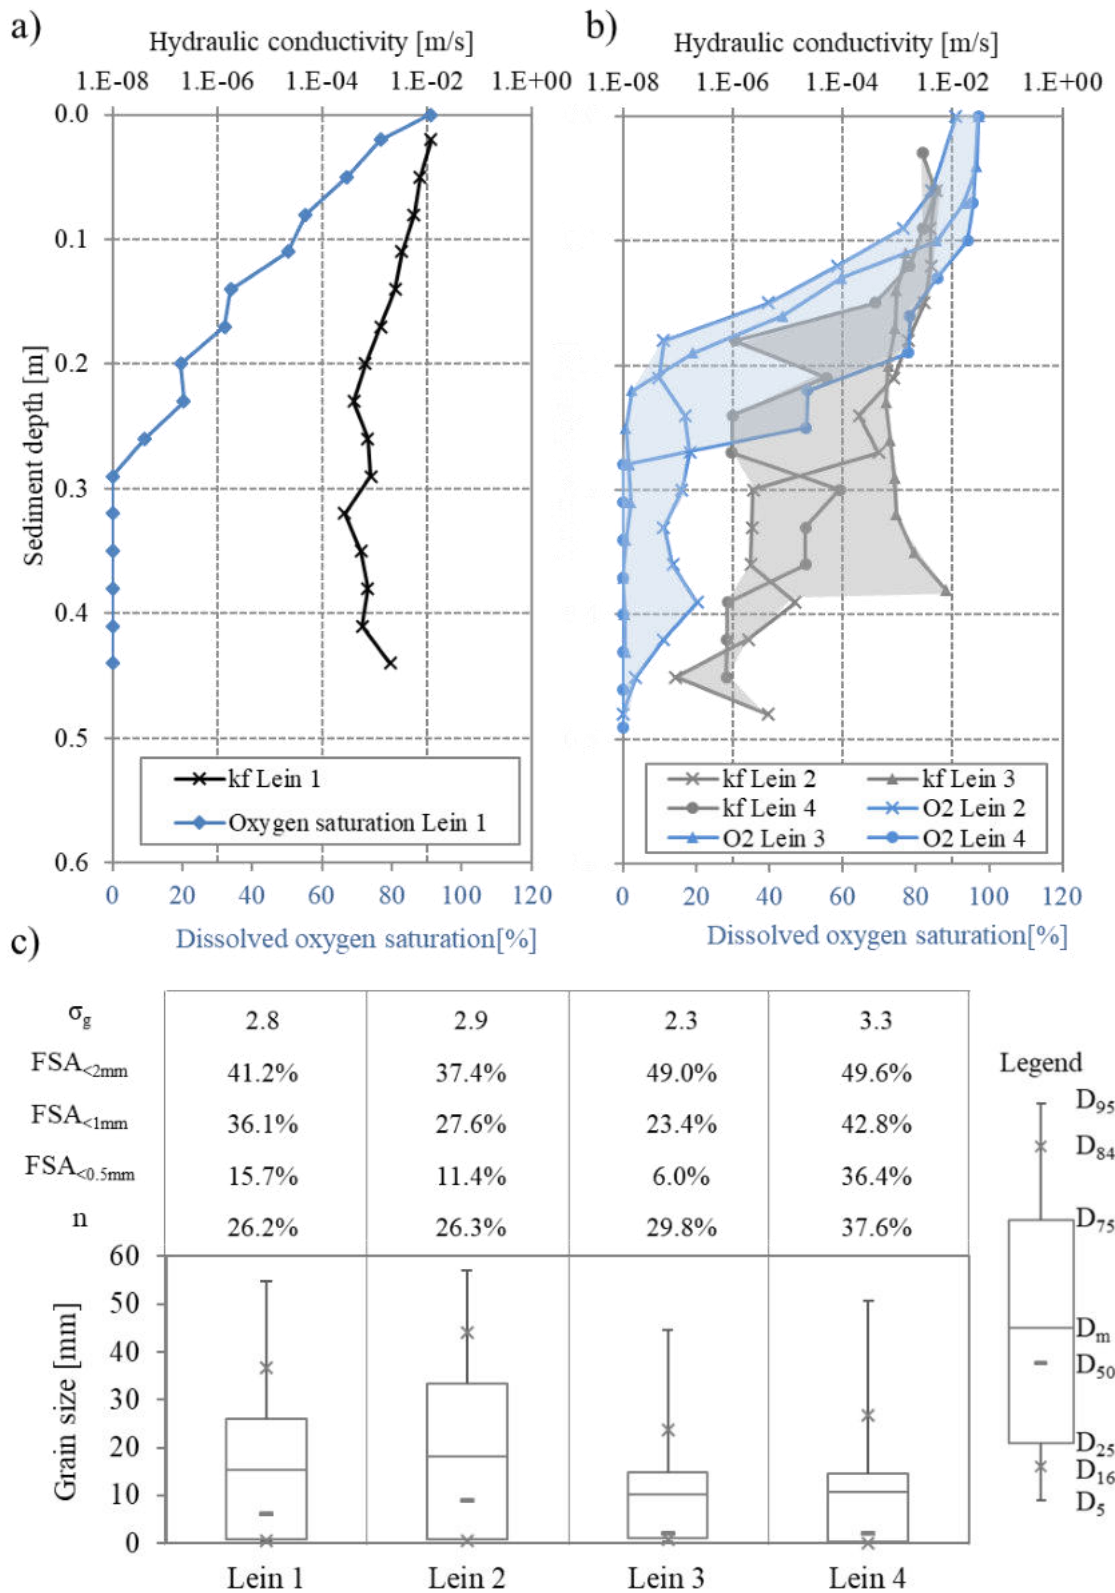 a)
Hydraulic conductivity [m/s]
1.E-08 1.E-06 1.E-04 1.E-02 1.E+00
0.0
0.1
0.2
0.3
0.4
0.5
0.6
Sediment depth [m]
kf Lein 1
Oxygen saturation Lein 1
0 20 40 60 80 100 120
Dissolved oxygen saturation[%]
b)
Hydraulic conductivity [m/s]
1.E-08 1.E-06 1.E-04 1.E-02 1.E+00
kf Lein 2 kf Lein 3
kf Lein 4 O2 Lein 2
O2 Lein 3 O2 Lein 4
0 20 40 60 80 100 120
Dissolved oxygen saturation[%]
c)
σg 2.8 2.9 2.3 3.3
FSA<2mm 41.2% 37.4% 49.0% 49.6%
FSA<1mm 36.1% 27.6% 23.4% 42.8%
FSA<0.5mm 15.7% 11.4% 6.0% 36.4%
n 26.2% 26.3% 29.8% 37.6%
60
50
40
30
20
10
0
Grain size [mm]
Lein 1 Lein 2 Lein 3 Lein 4
Legend
D95
D84
D75
Dm
D50
D25
D16
D5